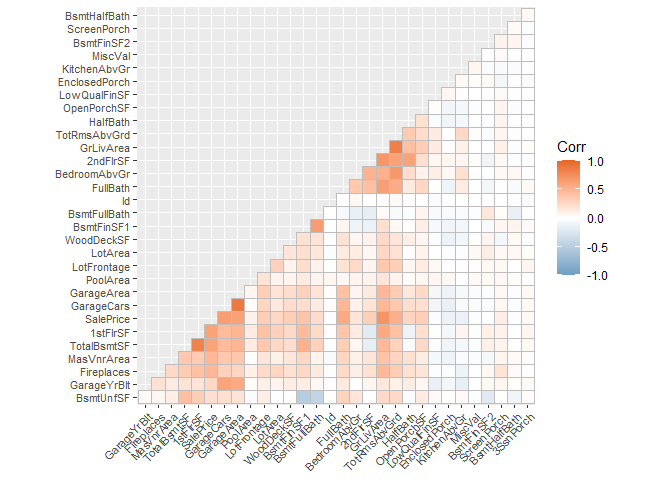 BsmtHalfBath
ScreenPorch
BsmtFinSF2
MiscVal
KitchenAbvGr
EnclosedPorch
LowQualFinSF
OpenPorchSF
HalfBath
TotRmsAbvGrd
GrLivArea
2ndFlrSF
BedroomAbvGr
FullBath
Id
BsmtFullBath
BsmtFinSF1
WoodDeckSF
LotArea
LotFrontage
PoolArea
GarageArea
GarageCars
SalePrice
1stFlrSF
TotalBsmtSF
MasVnrArea
Fireplaces
GarageYrBlt
BsmtUnfSF
GarageYrBlt
Fireplaces
MasVnrArea
TotalBsmtSF
1stFlrSF
SalePrice
GarageCars
GarageArea
PoolArea
LotFrontage
LotArea
WoodDeckSF
BsmtFinSF1
BsmtFullBath
Id
FullBath
BedroomAbvGr
2ndFlrSF
GrLivArea
TotRmsAbvGrd
HalfBath
OpenPorchSF
LowQualFinSF
EnclosedPorch
KitchenAbvGr
MiscVal
BsmtFinSF2
ScreenPorch
BsmtHalfBath
3SsnPorch
Corr
1.0
0.5
0.0
-0.5
-1.0